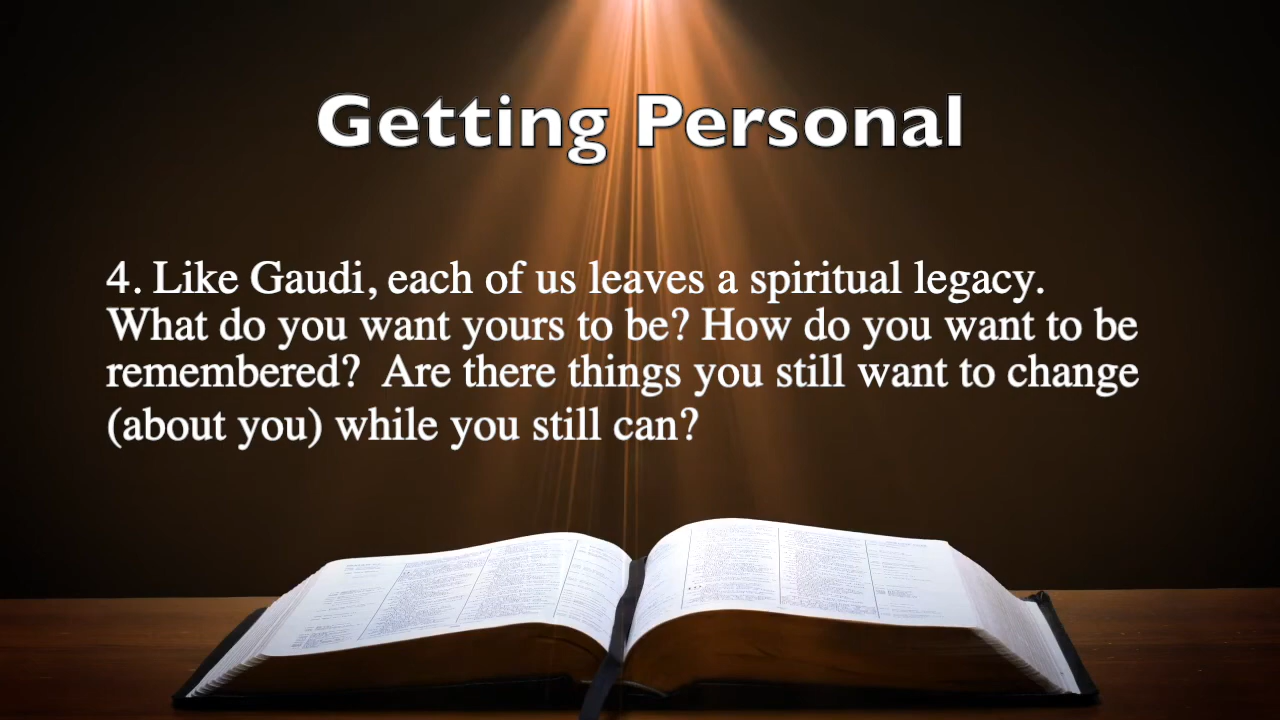 Getting Personal
4. Like Gaudi, each of us leaves a spiritual legacy.
What do you want yours to be? How do you want to be
remembered?  Are there things you still want to change
(about you) while you still can?